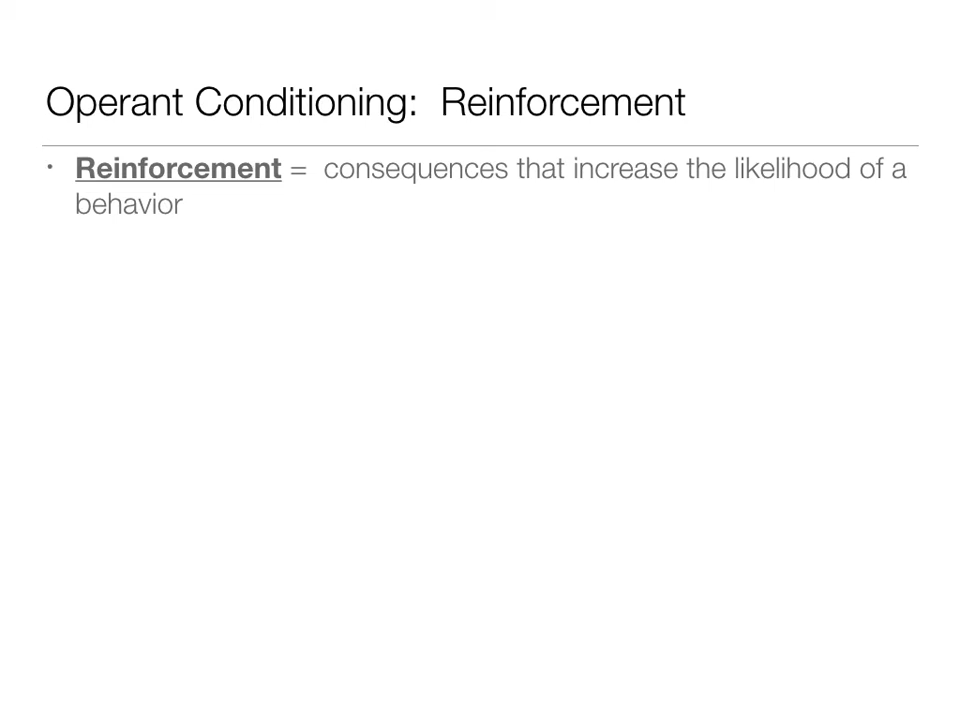 Operant Conditioning:  Reinforcement
• Reinforcement =  consequences that increase the likelihood of a
behavior